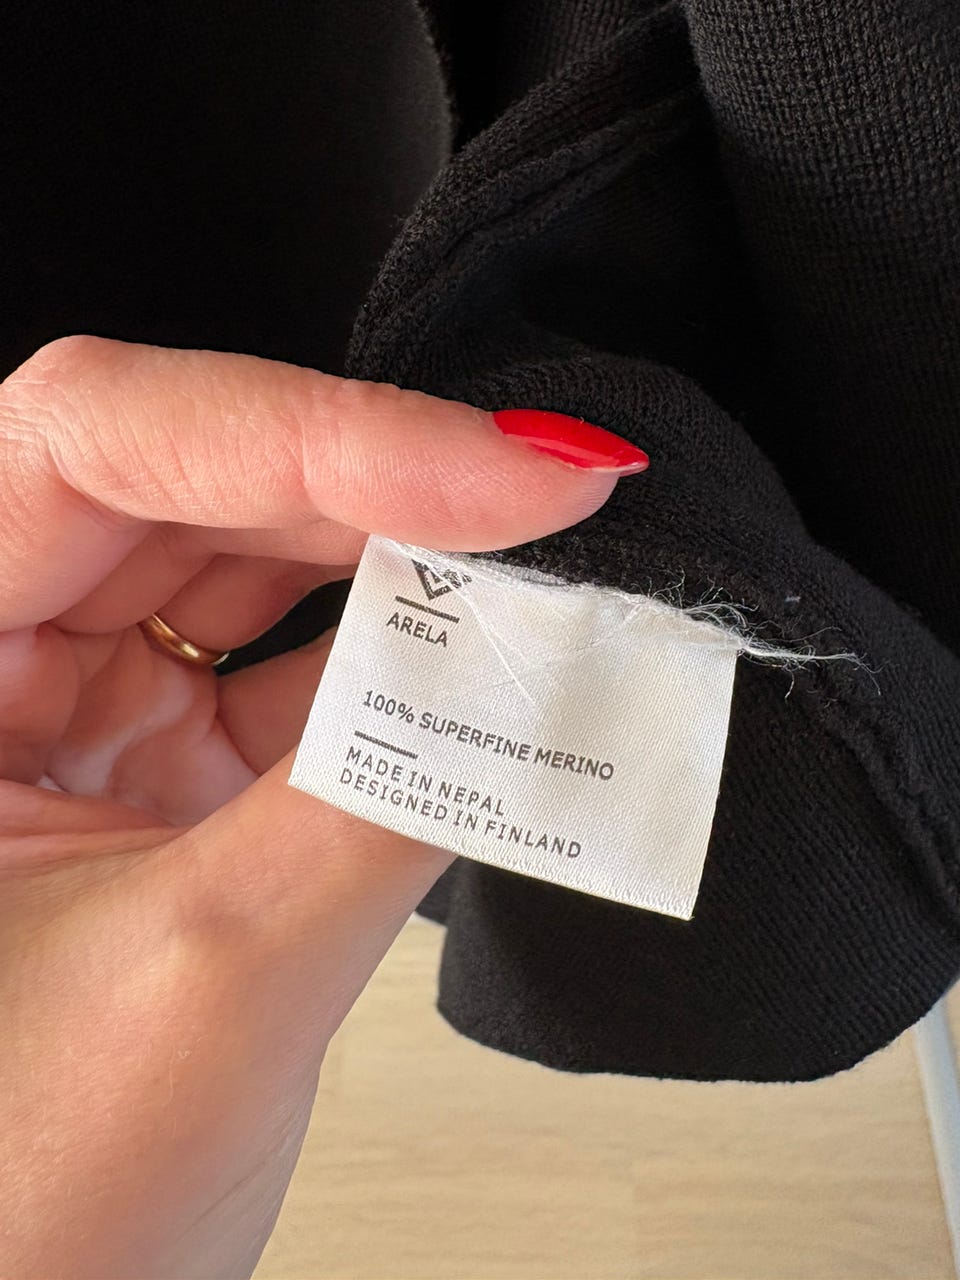 ARELA
100% SUPERFINE MERINO
MADE IN NEPAL
DESIGNED IN FINLAND